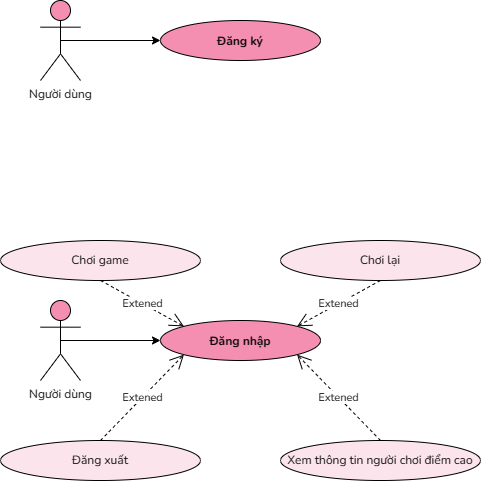 Đăng ký
Người dùng
Chơi game
Chơi lại
Extened
Extened
Đăng nhập
Người dùng
Extened
Extened
Đăng xuất
Xem thông tin người chơi điểm cao